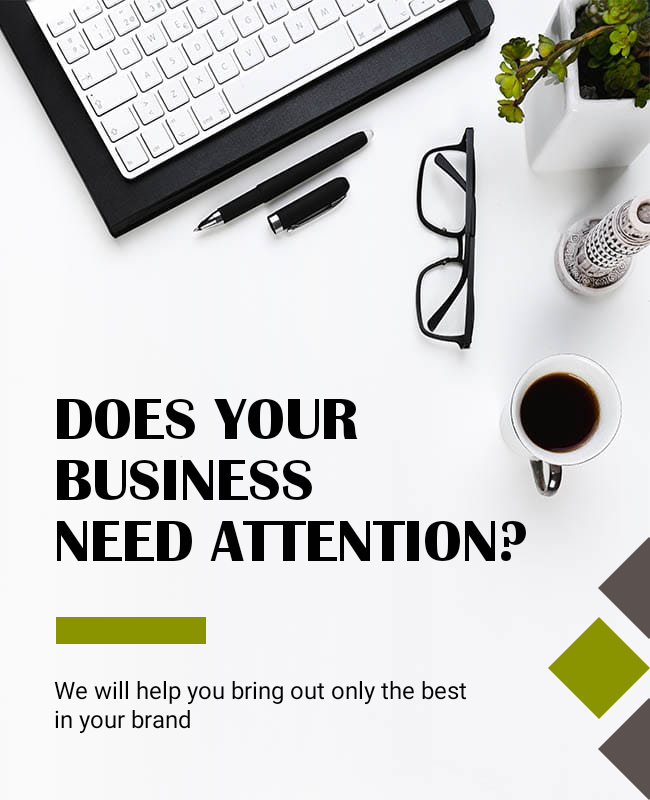 DOES YOUR
BUSINESS
NEED ATTENTION?
We will help you bring out only the best
in your brand